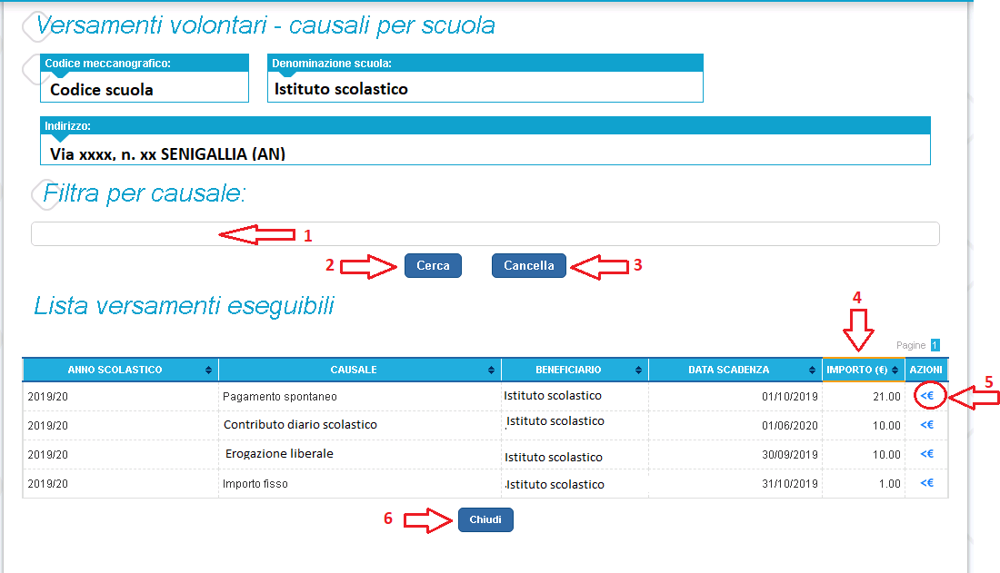 Versamenti volontari - causali per scuola
Codice meccanografico: Denominazione scuola:
Codice scuola Istituto scolastico
Indirizzo:
Via xxxx, n. xx SENIGALLIA (AN)
Filtra per causale:
1
2 Cerca Cancella 3
Lista versamenti eseguibili
4
Pagine 1
ANNO SCOLASTICO CAUSALE BENEFICIARIO DATA SCADENZA IMPORTO (€) AZIONI
5
2019/20 Pagamento spontaneo Istituto scolastico 01/10/2019 21.00 <€
2019/20 Contributo diario scolastico Istituto scolastico 01/06/2020 10.00 <€
2019/20 Erogazione liberale Istituto scolastico 30/09/2019 10.00 <€
2019/20 Importo fisso Istituto scolastico 31/10/2019 1.00 <€
6 Chiudi